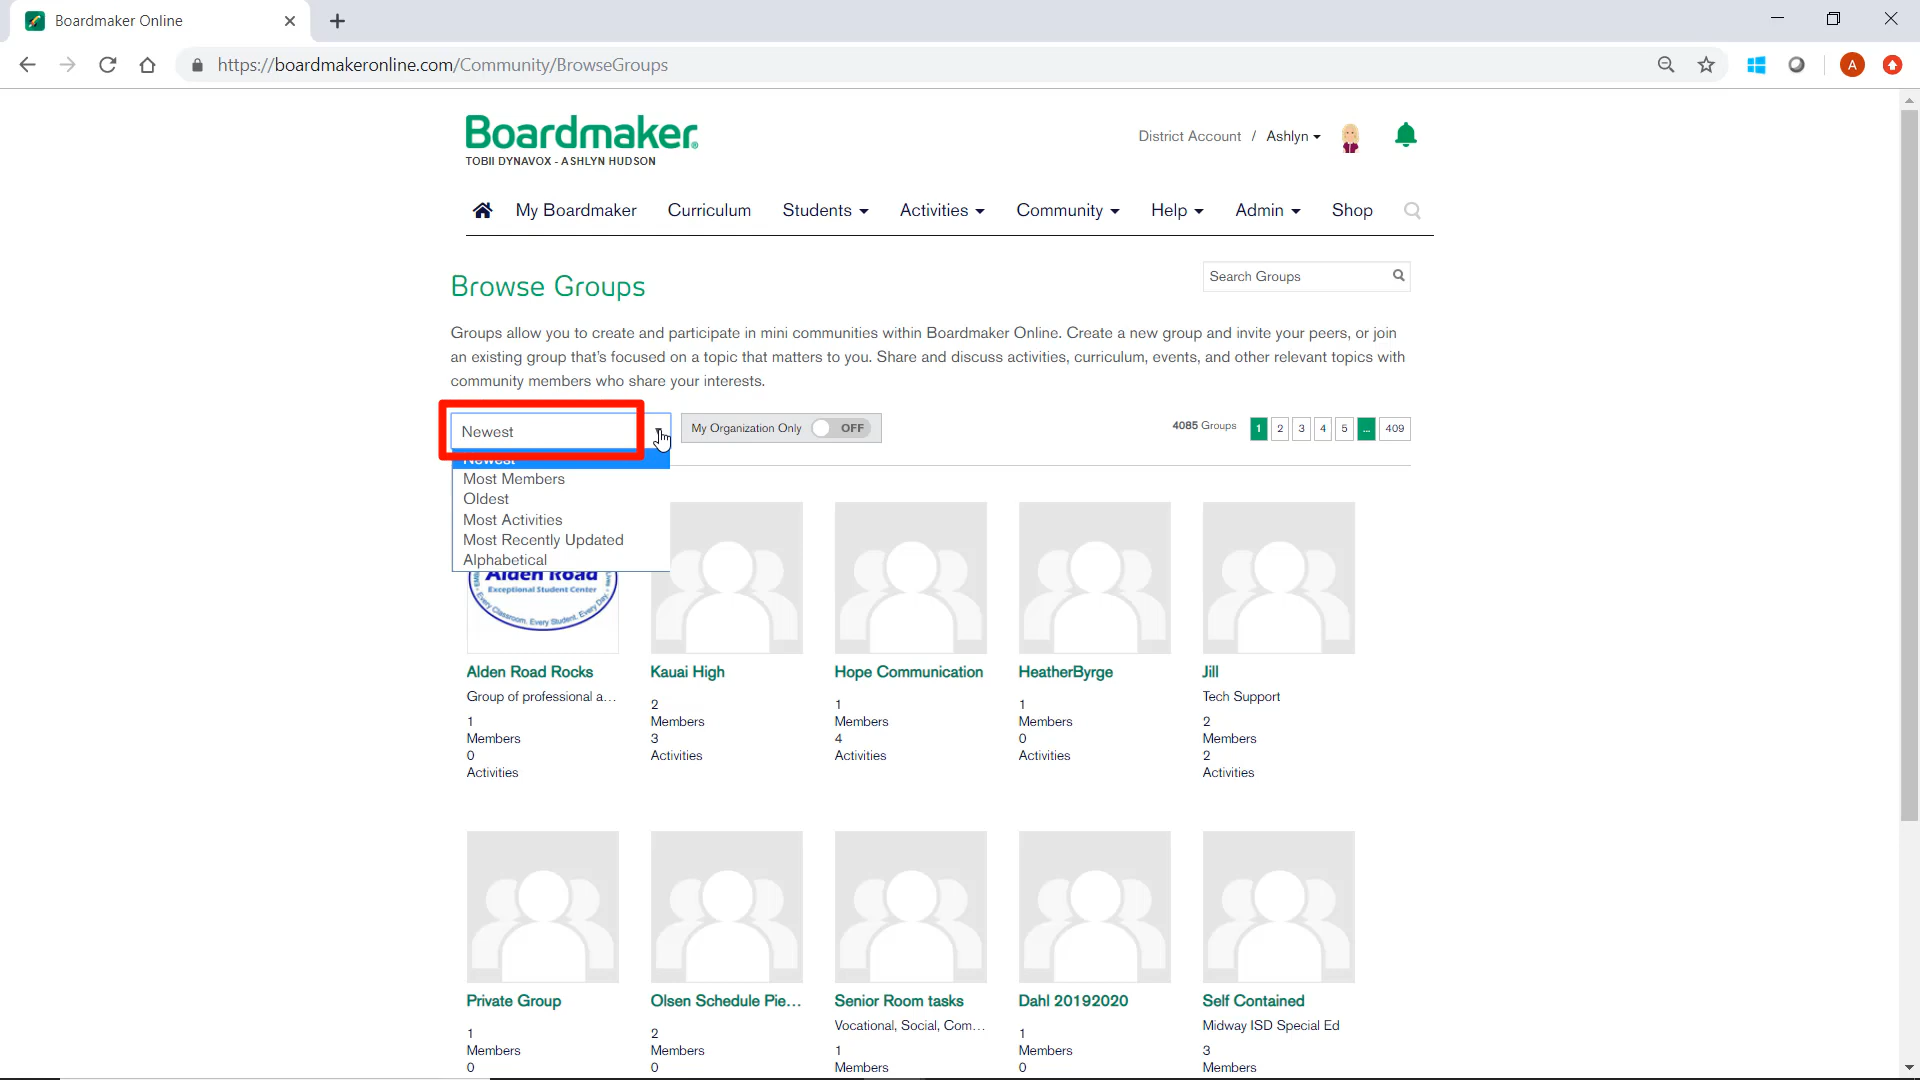 Boardmaker Online
https://boardmakeronline.com/Community/BrowseGroups
A
Boardmaker®
TOBII DYNAVOX - ASHLYN HUDSON
District Account / Ashlyn
My Boardmaker Curriculum Students Activities Community Help Admin Shop
Browse Groups
Search Groups
Groups allow you to create and participate in mini communities within Boardmaker Online. Create a new group and invite your peers, or join
an existing group that's focused on a topic that matters to you. Share and discuss activities, curriculum, events, and other relevant topics with
community members who share your interests.
Newest
My Organization Only OFF
4085 Groups 1 2 3 4 5 ... 409
Newest
Most Members
Oldest
Most Activities
Most Recently Updated
Alphabetical
Alden Road
Exceptional Student Center
Every Classroom. Every Student. Every Day.
Alden Road Rocks
Group of professional a...
1
Members
0
Activities
Kauai High
2
Members
3
Activities
Hope Communication
1
Members
4
Activities
HeatherByrge
1
Members
0
Activities
Jill
Tech Support
2
Members
2
Activities
Private Group
1
Members
0
Olsen Schedule Pie...
2
Members
0
Senior Room tasks
Vocational, Social, Com...
1
Members
Dahl 20192020
1
Members
0
Self Contained
Midway ISD Special Ed
3
Members